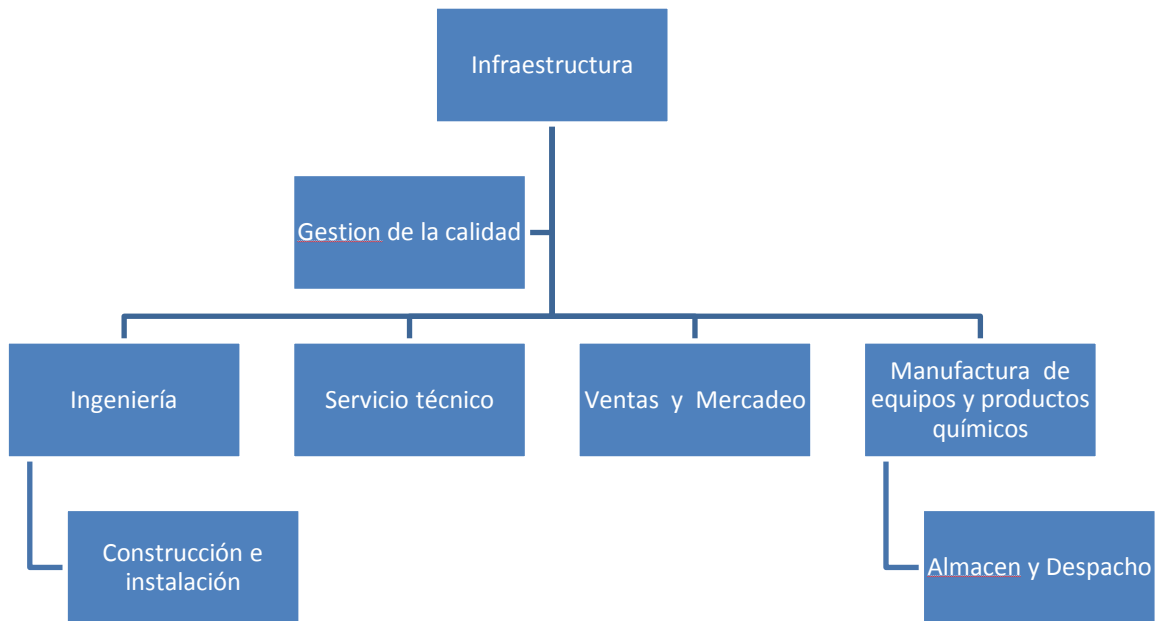 Infraestructura
Gestion de la calidad
Ingeniería
Servicio técnico
Ventas y Mercadeo
Manufactura de
equipos y productos
químicos
Construcción e
instalación
Almacen y Despacho